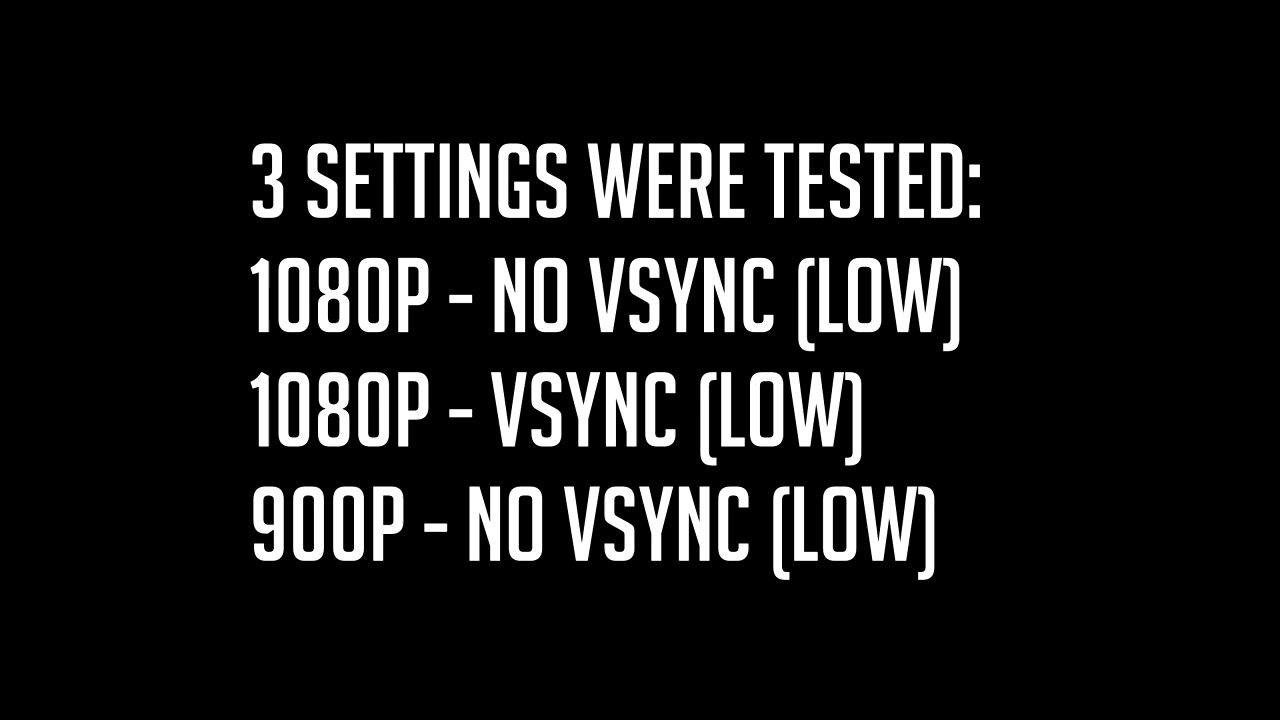 3 SETTINGS WERE TESTED:
1080P - NO VSYNC (LOW)
1080P - VSYNC (LOW)
900P - NO VSYNC (LOW)